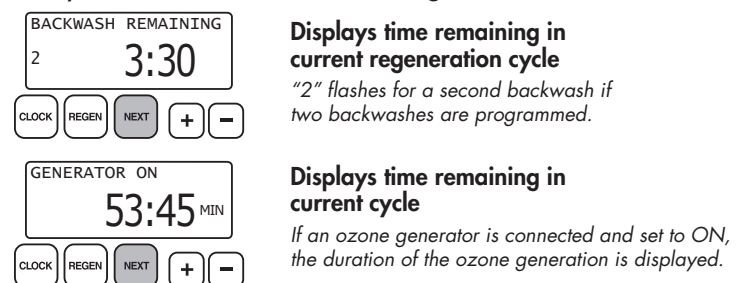 BACKWASH REMAINING
2 3:30
CLOCK REGEN NEXT + −
Displays time remaining in
current regeneration cycle
“2” flashes for a second backwash if
two backwashes are programmed.
GENERATOR ON
53:45 MIN
CLOCK REGEN NEXT + −
Displays time remaining in
current cycle
If an ozone generator is connected and set to ON,
the duration of the ozone generation is displayed.